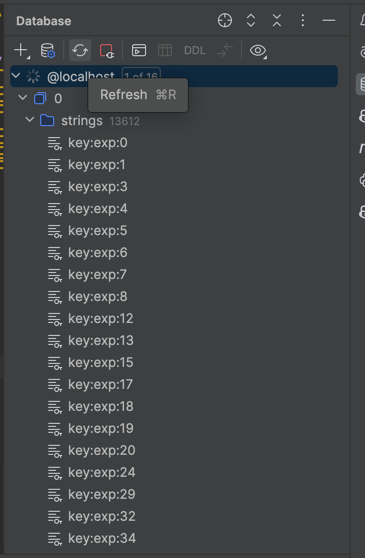 Database
DDL
@localhost 1 of 16
Refresh ⌘R
0
strings 13612
key:exp:0
key:exp:1
key:exp:3
key:exp:4
key:exp:5
key:exp:6
key:exp:7
key:exp:8
key:exp:12
key:exp:13
key:exp:15
key:exp:17
key:exp:18
key:exp:19
key:exp:20
key:exp:24
key:exp:29
key:exp:32
key:exp:34